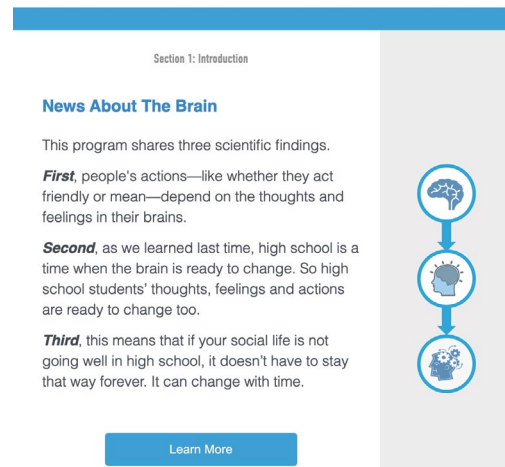 Section 1: Introduction
News About The Brain
This program shares three scientific findings.
First, people's actions—like whether they act
friendly or mean—depend on the thoughts and
feelings in their brains.
Second, as we learned last time, high school is a
time when the brain is ready to change. So high
school students' thoughts, feelings and actions
are ready to change too.
Third, this means that if your social life is not
going well in high school, it doesn't have to stay
that way forever. It can change with time.
Learn More